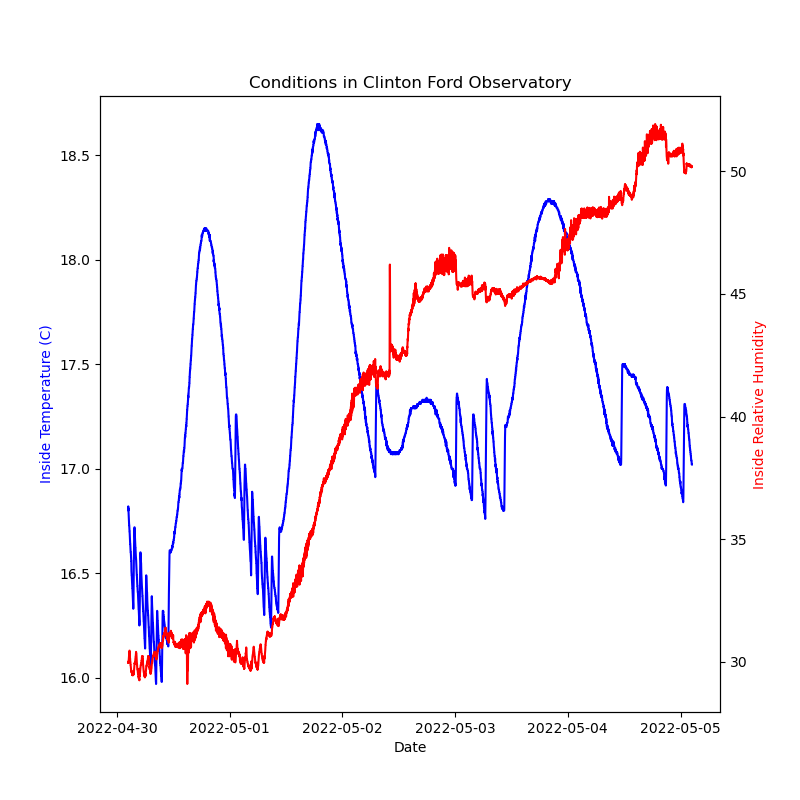 Conditions in Clinton Ford Observatory
Inside Temperature (C)
18.5
18.0
17.5
17.0
16.5
16.0
50
45
40
35
30
Inside Relative Humidity
2022-04-30 2022-05-01 2022-05-02 2022-05-03 2022-05-04 2022-05-05
Date